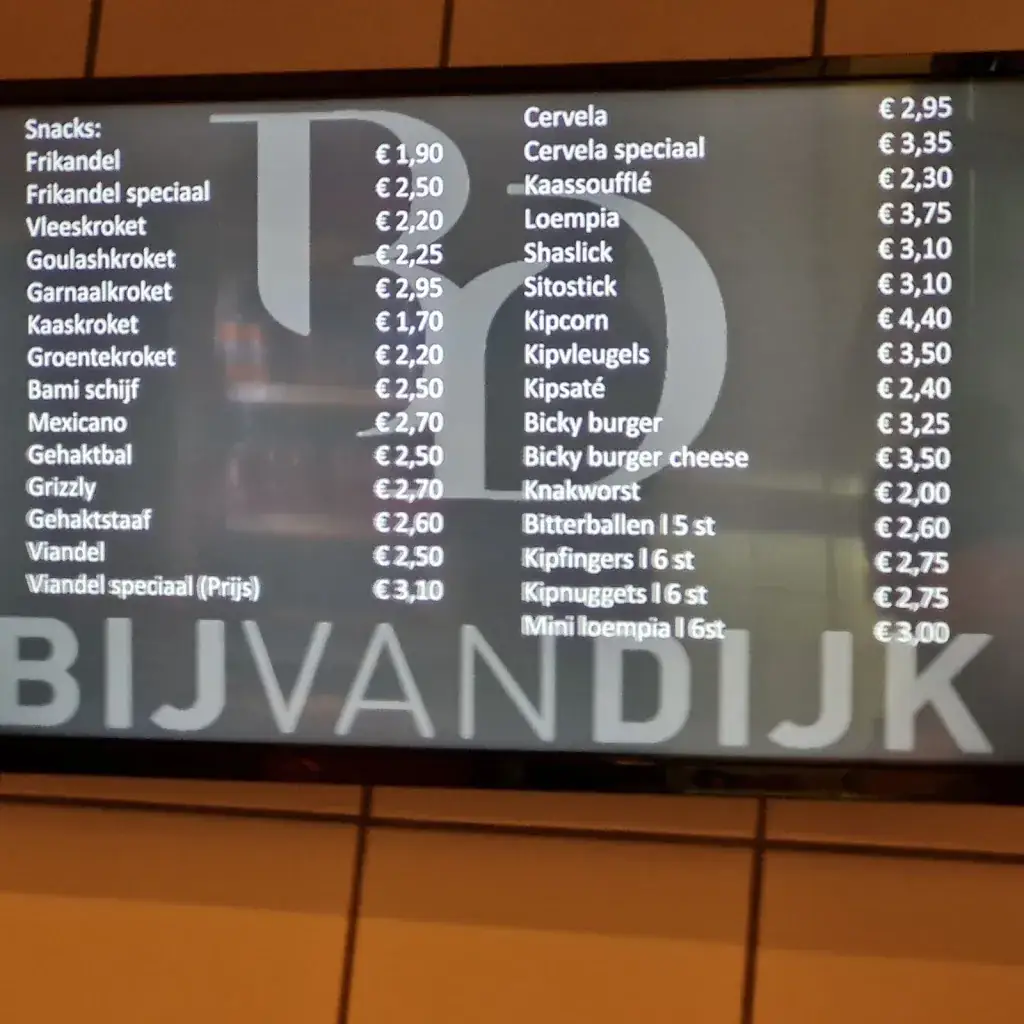 Snacks:
Frikandel € 1,90
Frikandel speciaal € 2,50
Vleeskroket € 2,20
Goulashkroket € 2,25
Garnaalkroket € 2,95
Kaaskroket € 1,70
Groentekroket € 2,20
Bami schijf € 2,50
Mexicano € 2,70
Gehaktbal € 2,50
Grizzly € 2,70
Gehaktstaaf € 2,60
Viandel € 2,50
Viandel speciaal (Prijs) € 3,10
Cervela € 2,95
Cervela speciaal € 3,35
Kaassoufflé € 2,30
Loempia € 3,75
Shaslick € 3,10
Sitostick € 3,10
Kipcorn € 4,40
Kipvleugels € 3,50
Kipsaté € 2,40
Bicky burger € 3,25
Bicky burger cheese € 3,50
Knakworst € 2,00
Bitterballen l 5 st € 2,60
Kipfingers l 6 st € 2,75
Kipnuggets l 6 st € 2,75
Mini loempia l 6st € 3,00
BIJVANDIJK